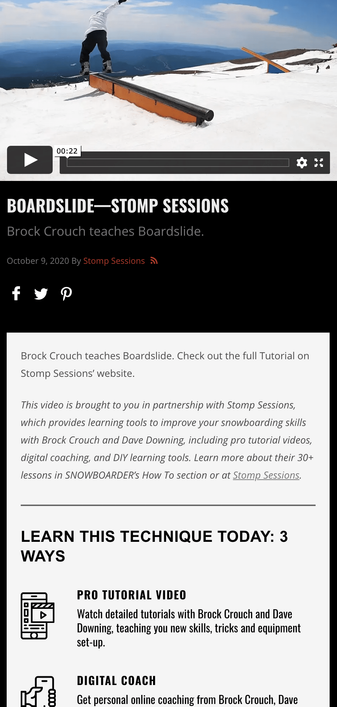 00:22
BOARDSLIDE—STOMP SESSIONS
Brock Crouch teaches Boardslide.
October 9, 2020 By Stomp Sessions
Brock Crouch teaches Boardslide. Check out the full Tutorial on
Stomp Sessions’ website.
This video is brought to you in partnership with Stomp Sessions,
which provides learning tools to improve your snowboarding skills
with Brock Crouch and Dave Downing, including pro tutorial videos,
digital coaching, and DIY learning tools. Learn more about their 30+
lessons in SNOWBOARDER’s How To section or at Stomp Sessions.
LEARN THIS TECHNIQUE TODAY: 3
WAYS
PRO TUTORIAL VIDEO
Watch detailed tutorials with Brock Crouch and Dave
Downing, teaching you new skills, tricks and equipment
set-up.
DIGITAL COACH
Get personal online coaching from Brock Crouch, Dave